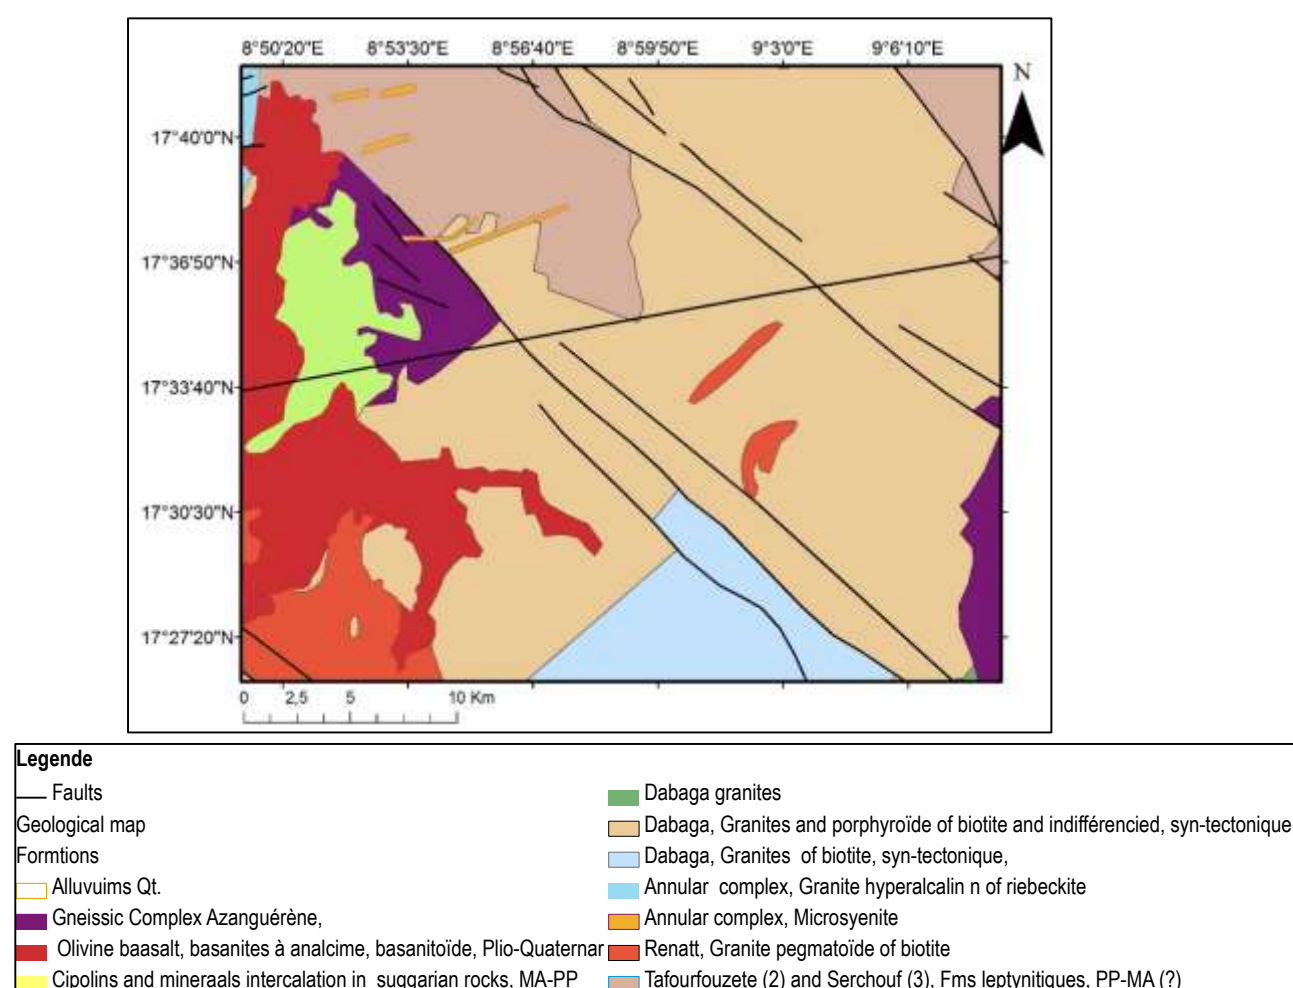 8°50'20"E 8°53'30"E 8°56'40"E 8°59'50"E 9°3'0"E 9°6'10"E
N
17°40'0"N
17°36'50"N
17°33'40"N
17°30'30"N
17°27'20"N
0 2,5 5 10 Km
Legende
Faults
Geological map
Formtions
Alluvuims Qt.
Gneissic Complex Azanguérène,
Olivine baasalt, basanites à analcime, basanitoïde, Plio-Quaternar
Cipolins and mineraals intercalation in suggarian rocks, MA-PP
Dabaga granites
Dabaga, Granites and porphyroïde of biotite and indifférencied, syn-tectonique
Dabaga, Granites of biotite, syn-tectonique,
Annular complex, Granite hyperalcalin n of riebeckite
Annular complex, Microsyenite
Renatt, Granite pegmatoïde of biotite
Tafourfouzete (2) and Serchouf (3), Fms leptynitiques, PP-MA (?)